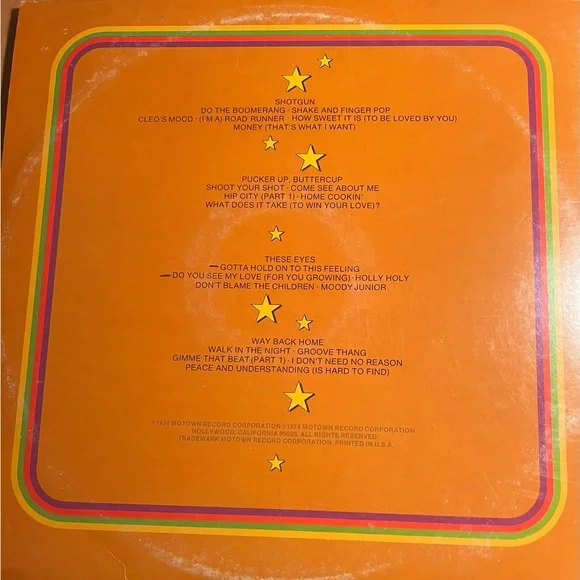 SHOTGUN
DO THE BOOMERANG · SHAKE AND FINGER POP
CLEO'S MOOD · (I'M A) ROAD RUNNER · HOW SWEET IT IS (TO BE LOVED BY YOU)
MONEY (THAT'S WHAT I WANT)
PUCKER UP, BUTTERCUP
SHOOT YOUR SHOT · COME SEE ABOUT ME
HIP CITY (PART 1) · HOME COOKIN'
WHAT DOES IT TAKE (TO WIN YOUR LOVE)?
THESE EYES
GOTTA HOLD ON TO THIS FEELING
DO YOU SEE MY LOVE (FOR YOU GROWING) · HOLLY HOLY
DON'T BLAME THE CHILDREN · MOODY JUNIOR
WAY BACK HOME
WALK IN THE NIGHT · GROOVE THANG
GIMME THAT BEAT (PART 1) · I DON'T NEED NO REASON
PEACE AND UNDERSTANDING (IS HARD TO FIND)
1974 MOTOWN RECORD CORPORATION 1974 MOTOWN RECORD CORPORATION
HOLLYWOOD, CALIFORNIA 90028, ALL RIGHTS RESERVED.
TRADEMARK MOTOWN RECORD CORPORATION. PRINTED IN U.S.A.